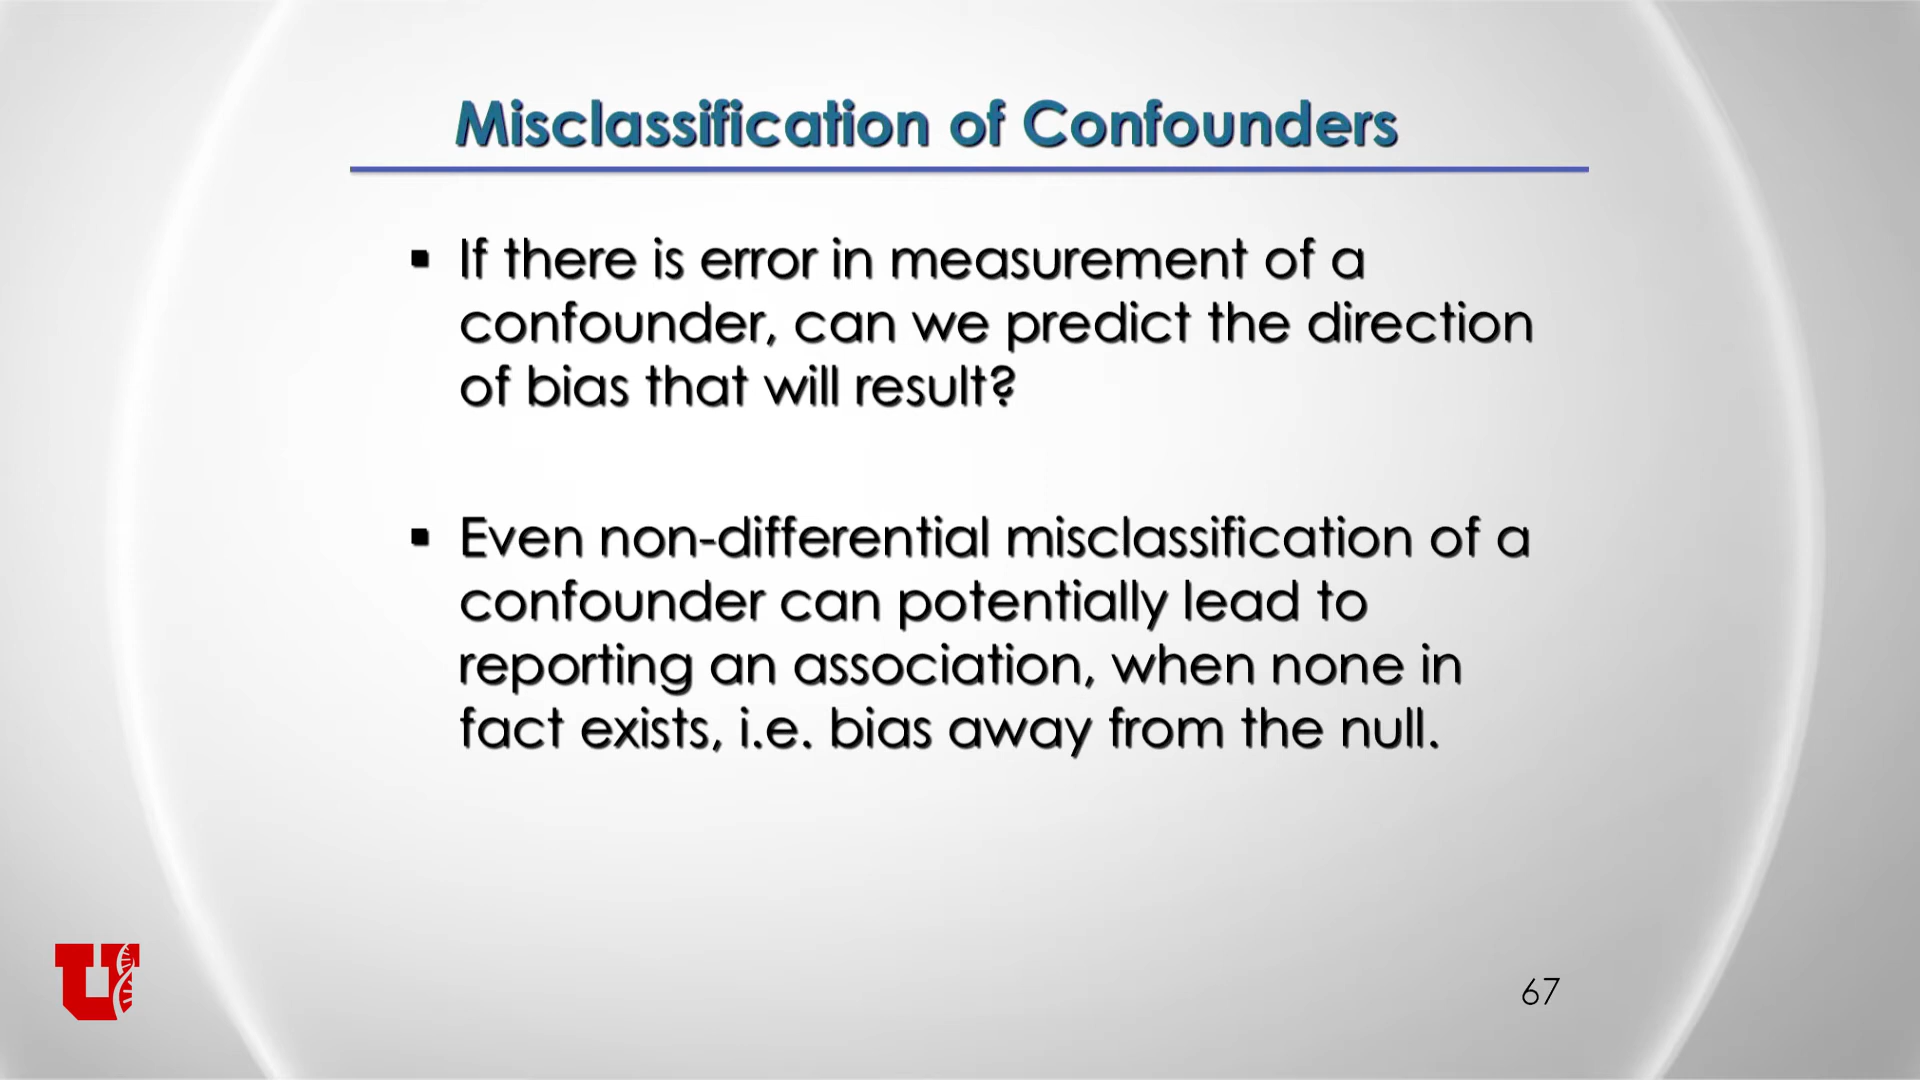 Misclassification of Confounders
▪ If there is error in measurement of a
confounder, can we predict the direction
of bias that will result?
▪ Even non-differential misclassification of a
confounder can potentially lead to
reporting an association, when none in
fact exists, i.e. bias away from the null.
U
67